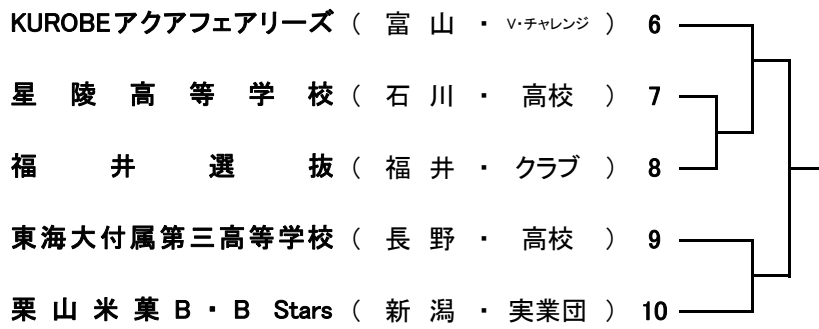 KUROBEアクアフェアリーズ ( 富山 ・ V・チャレンジ ) 6
星陵高等学校 ( 石川 ・ 高校 ) 7
福井選抜 ( 福井 ・ クラブ ) 8
東海大付属第三高等学校 ( 長野 ・ 高校 ) 9
栗山米菓B・B Stars ( 新潟 ・ 実業団 ) 10